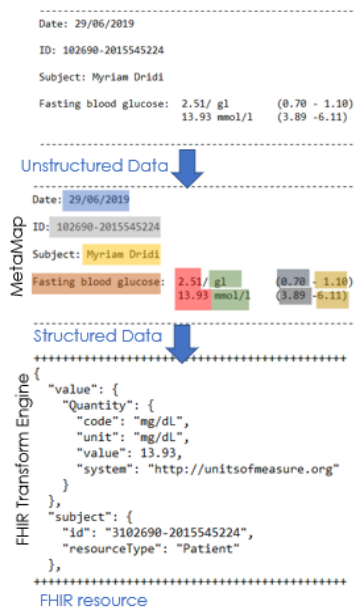 Date: 29/06/2019
ID: 102690-2015545224
Subject: Myriam Dridi
Fasting blood glucose: 2.51/ gl (0.70 - 1.10)
13.93 mmol/l (3.89 -6.11)
Unstructured Data
MetaMap
Date: 29/06/2019
ID: 102690-2015545224
Subject: Myriam Dridi
Fasting blood glucose: 2.51/ gl (0.70 - 1.10)
13.93 mmol/l (3.89 -6.11)
Structured Data
FHIR Transform Engine
+++++++++++++++++++++++++++++++++++++++++++++
{
"value": {
"Quantity": {
"code": "mg/dL",
"unit": "mg/dL",
"value": 13.93,
"system": "http://unitsofmeasure.org"
}
},
"subject": {
"id": "3102690-2015545224",
"resourceType": "Patient"
},
+++++++++++++++++++++++++++++++++++++++++++++
FHIR resource